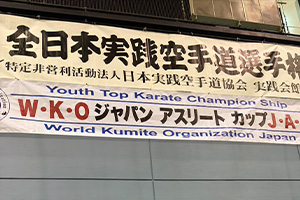 全日本実践空手道選手権
特定非営利活動法人日本実践空手道協会 実践会館
Youth Top Karate Champion Ship
W・K・O ジャパン アスリート カップ J・A・
World Kumite Organization Japan